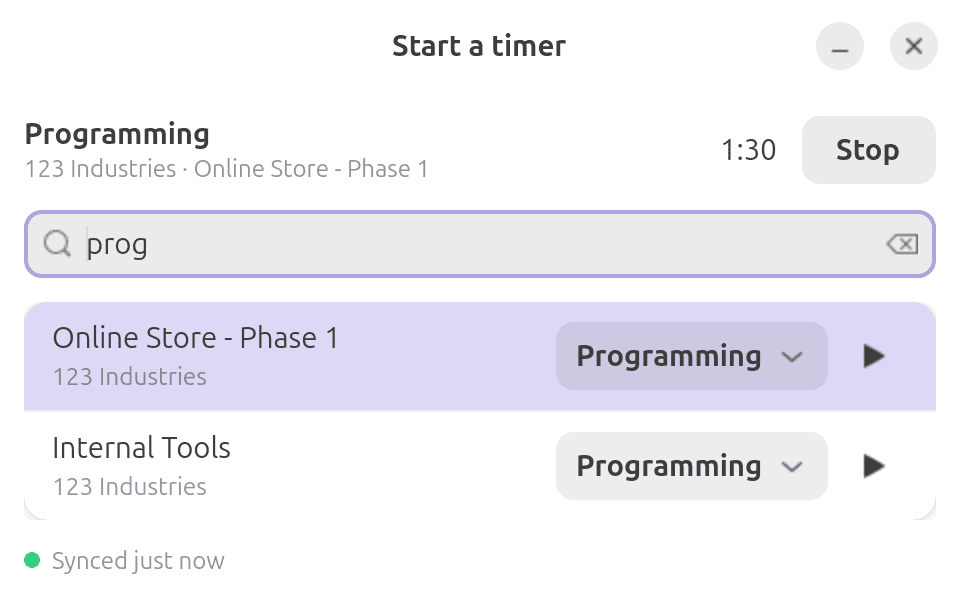 Start a timer
Programming
123 Industries · Online Store - Phase 1
1:30
Stop
prog
Online Store - Phase 1
123 Industries
Programming
Internal Tools
123 Industries
Programming
Synced just now